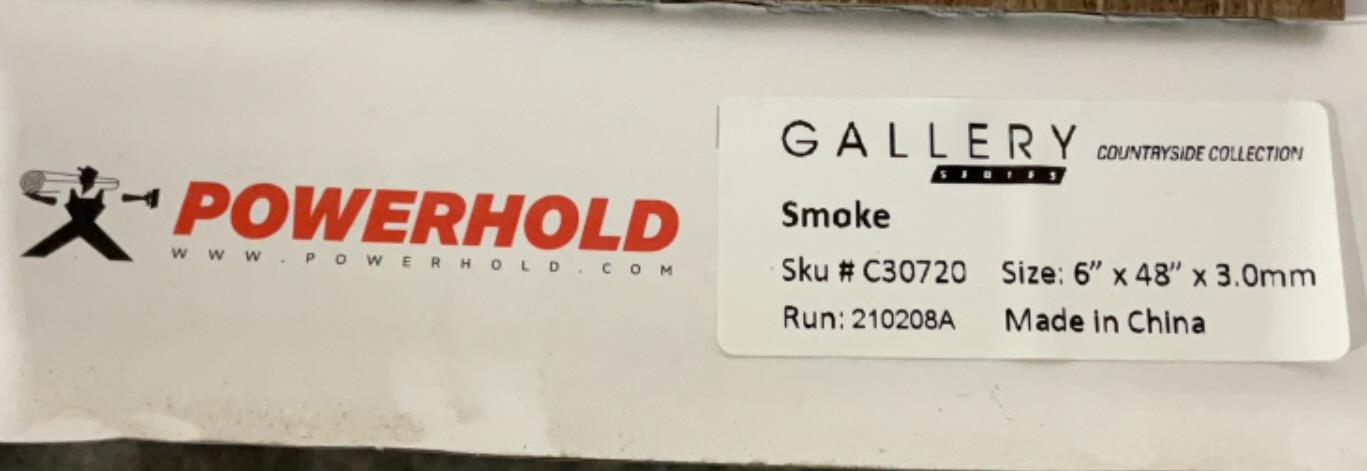 POWERHOLD
WWW.POWERHOLD.COM
GALLERY COUNTRYSIDE COLLECTION
SERIES
Smoke
Sku # C30720 Size: 6” x 48” x 3.0mm
Run: 210208A Made in China